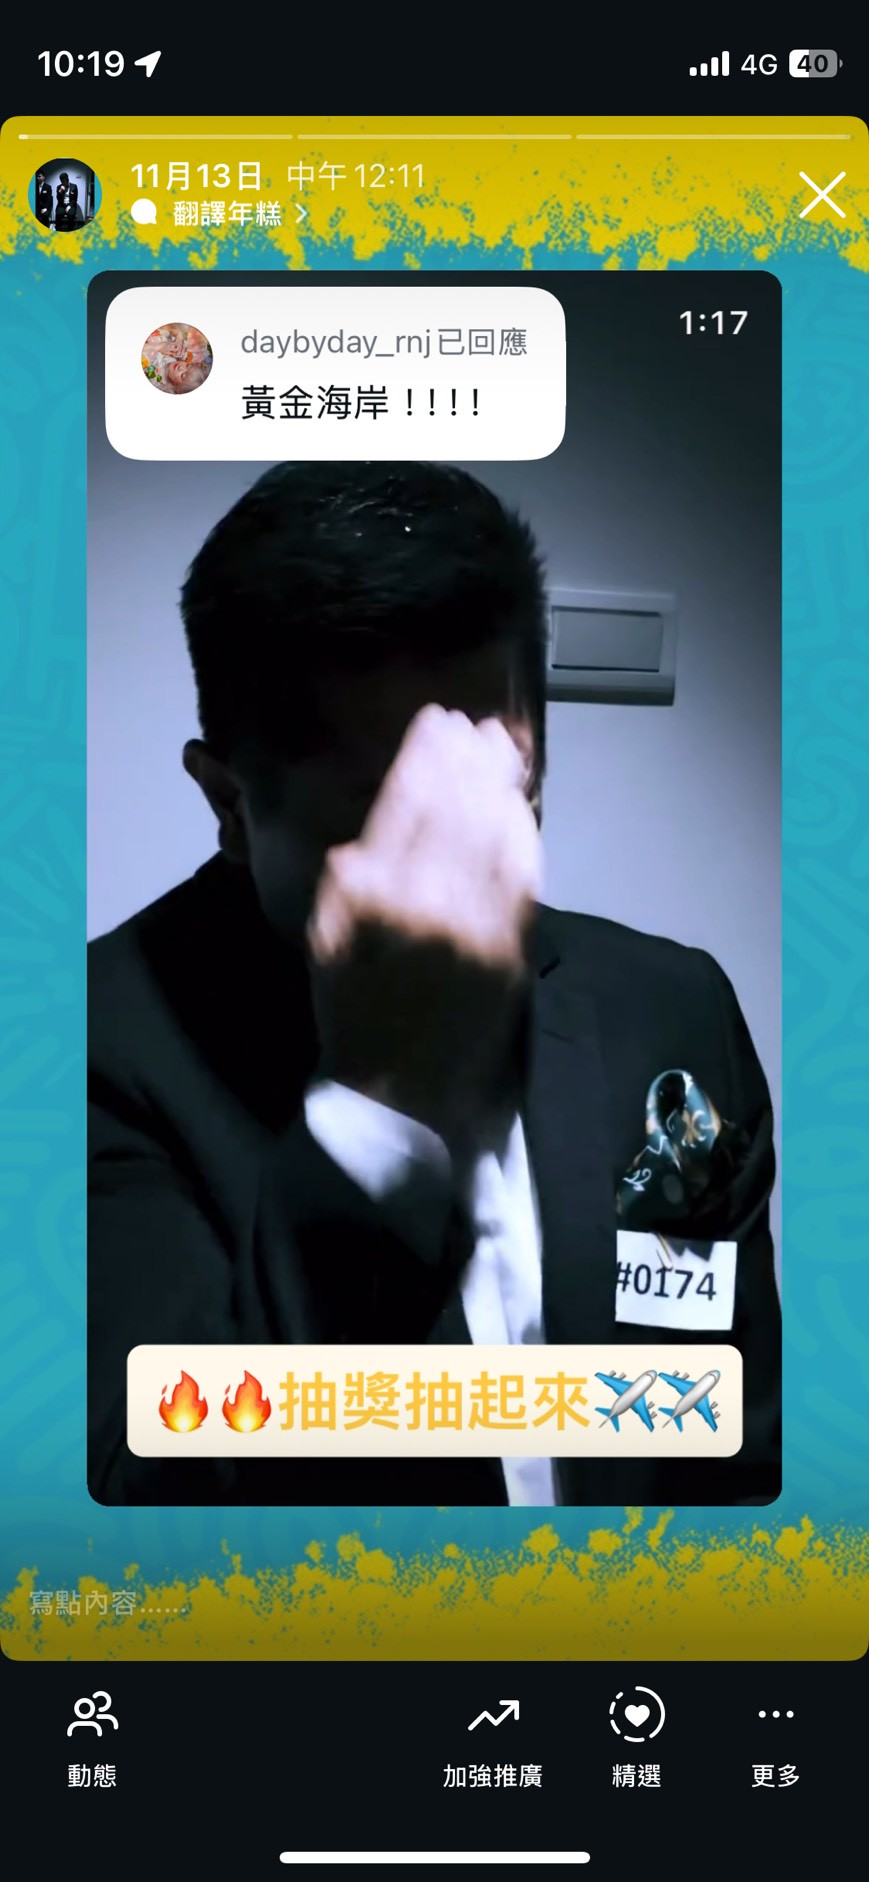 10:19
4G
40
11月13日 中午12:11
翻譯年糕
daybyday_rnj已回應
1:17
黃金海岸！！！！
#0174
🔥🔥抽獎抽起來✈️✈️
寫點內容......
動態
加強推廣
精選
更多